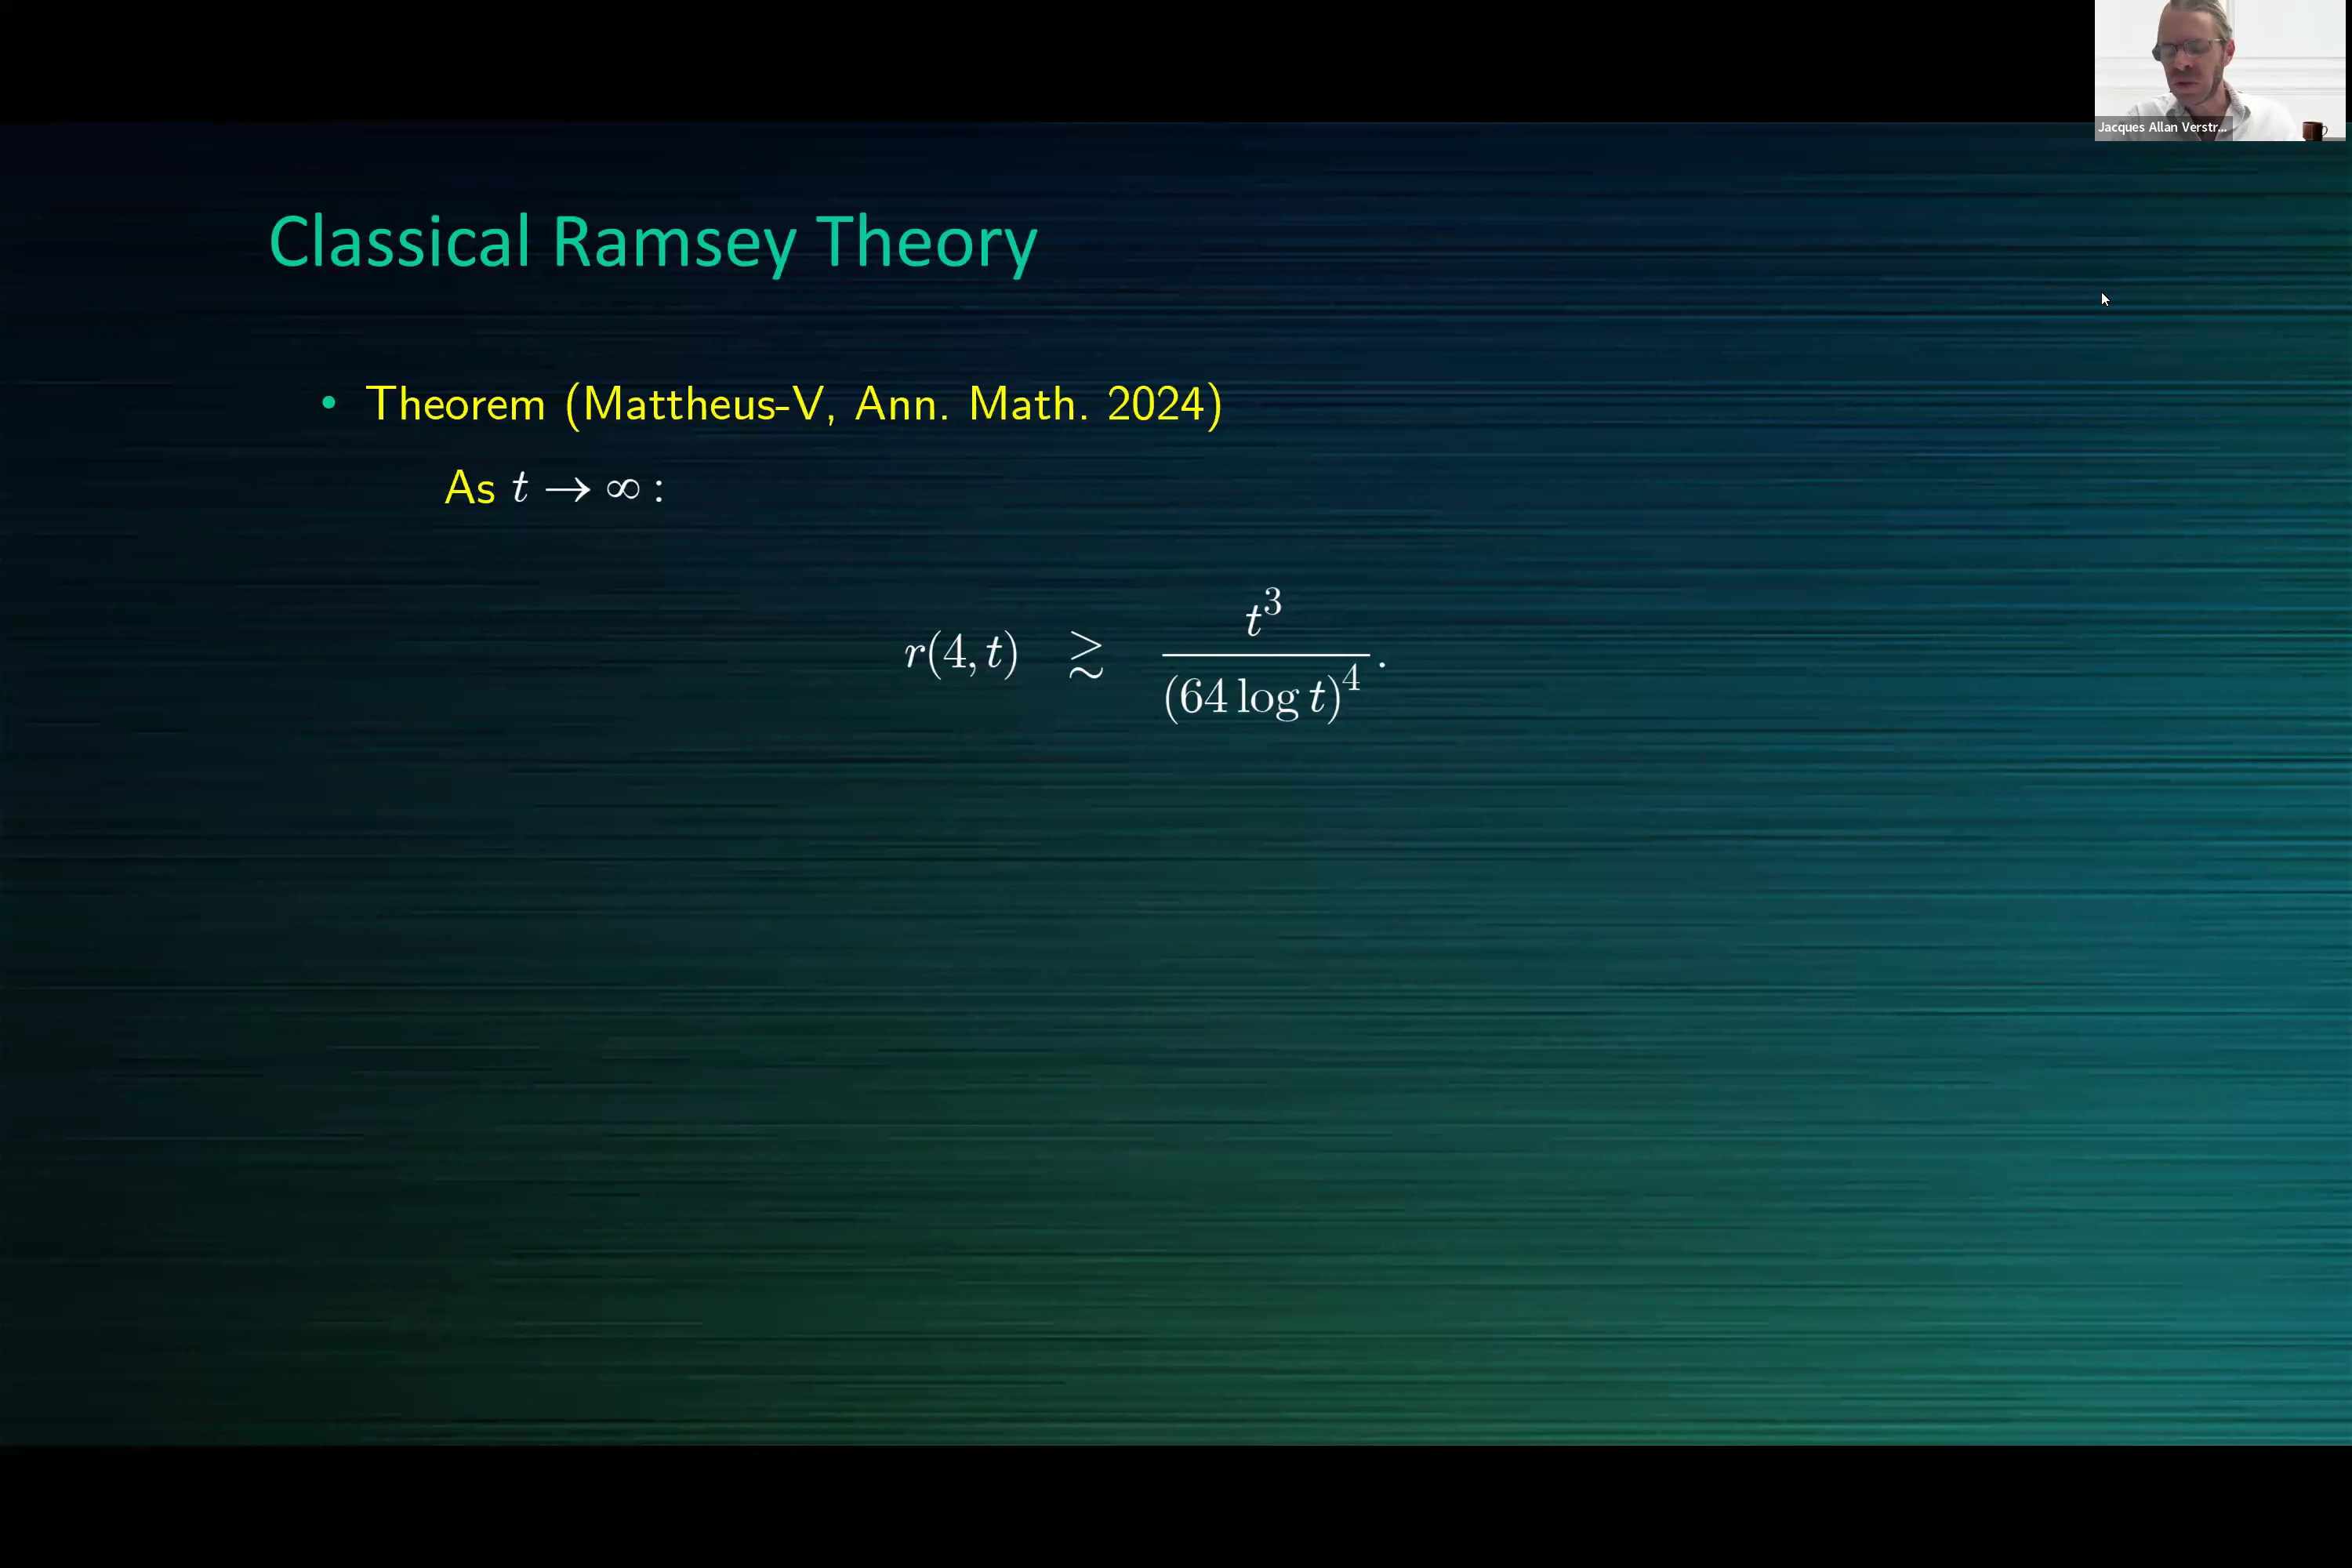 Jacques Allan Verstr...
Classical Ramsey Theory
• Theorem (Mattheus-V, Ann. Math. 2024)
As t → ∞ :
r(4, t) ≳ t^3 / (64 log t)^4 .